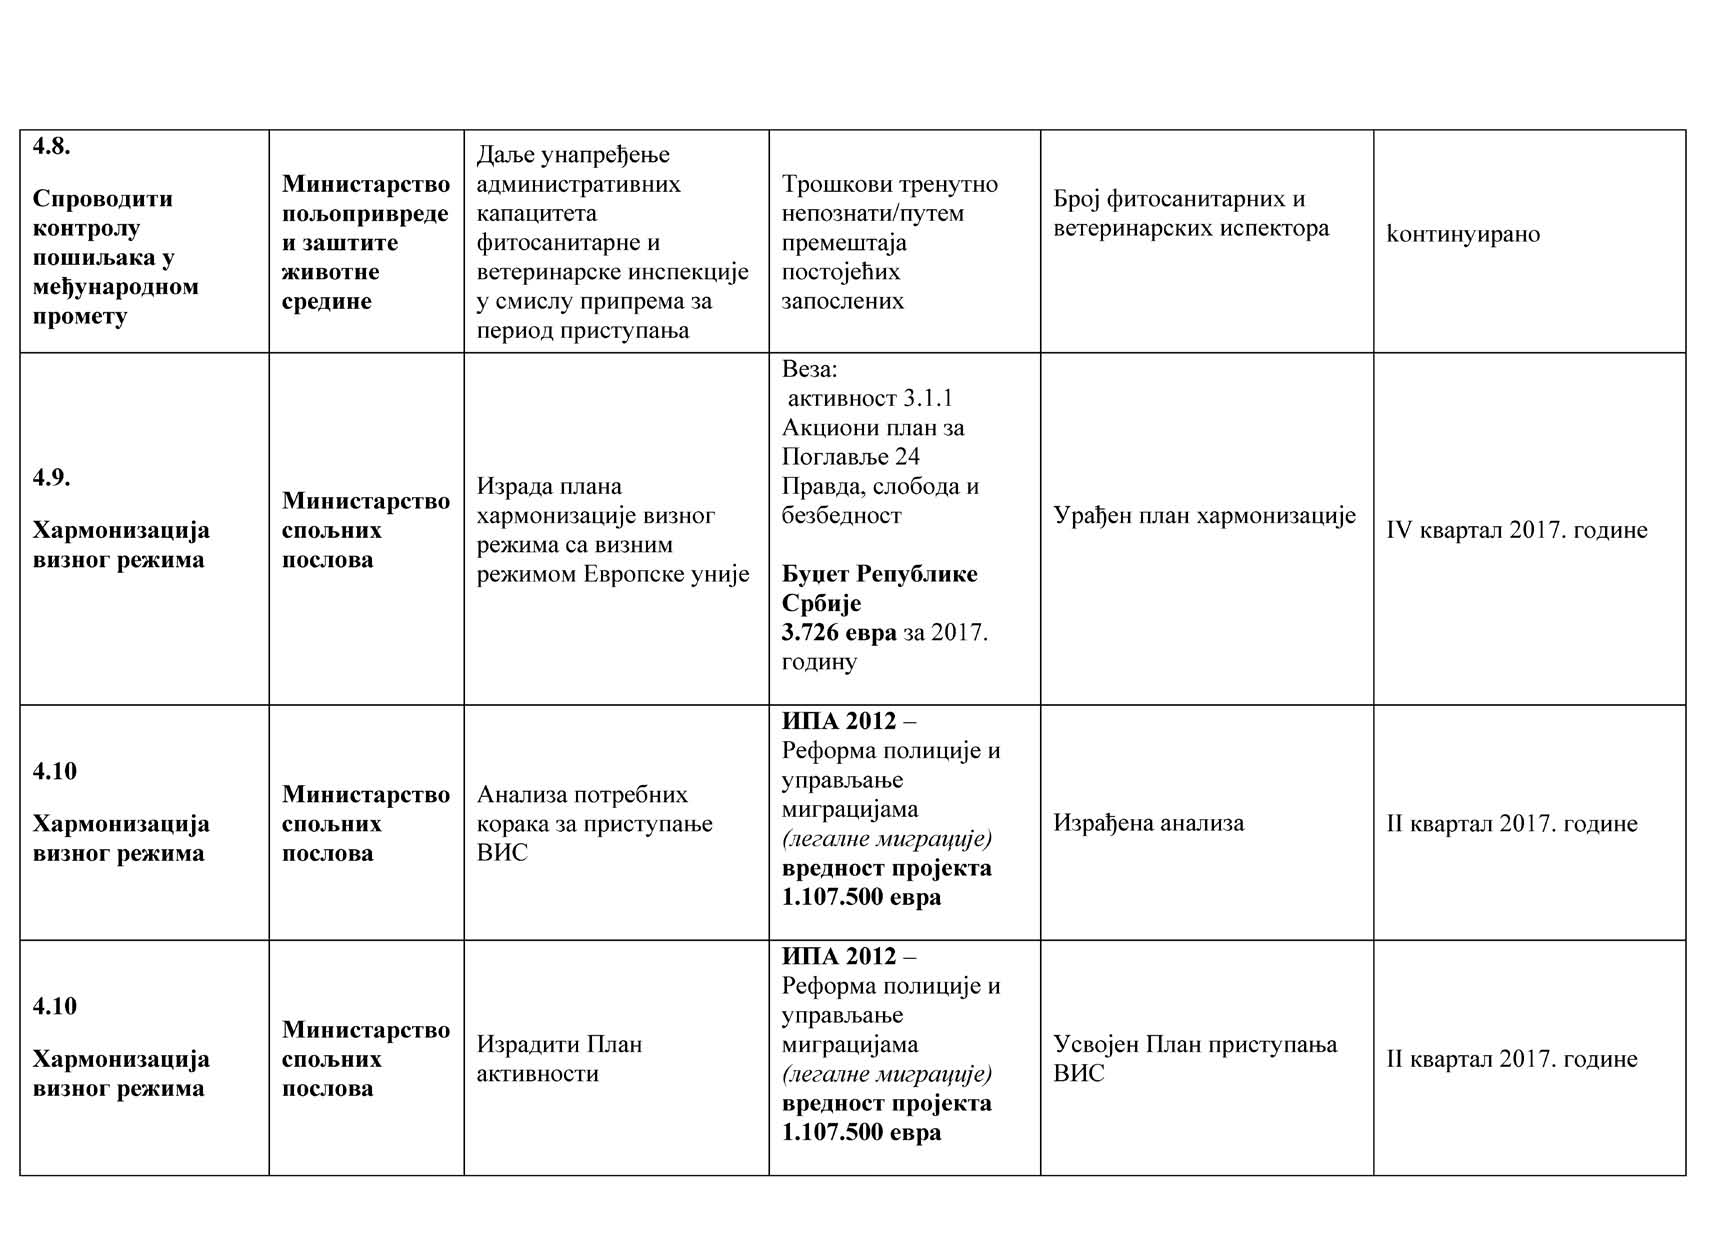 4.8.
Спроводити
контролу
пошиљака у
међународном
промету
Министарство
пољопривреде
и заштите
животне
средине
Даље унапређење
административних
капацитета
фитосанитарне и
ветеринарске инспекције
у смислу припрема за
период приступања
Трошкови тренутно
непознати/путем
премештаја
постојећих
запослених
Број фитосанитарних и
ветеринарских испектора
kонтинуирано
4.9.
Хармонизација
визног режима
Министарство
спољних
послова
Израда плана
хармонизације визног
режима са визним
режимом Европске уније
Веза:
активност 3.1.1
Акциони план за
Поглавље 24
Правда, слобода и
безбедност
Буџет Републике
Србије
3.726 евра за 2017.
годину
Урађен план хармонизације
IV квартал 2017. године
4.10
Хармонизација
визног режима
Министарство
спољних
послова
Анализа потребних
корака за приступање
ВИС
ИПА 2012 –
Реформа полиције и
управљање
миграцијама
(легалне миграције)
вредност пројекта
1.107.500 евра
Израђена анализа
II квартал 2017. године
4.10
Хармонизација
визног режима
Министарство
спољних
послова
Израдити План
активности
ИПА 2012 –
Реформа полиције и
управљање
миграцијама
(легалне миграције)
вредност пројекта
1.107.500 евра
Усвојен План приступања
ВИС
II квартал 2017. године